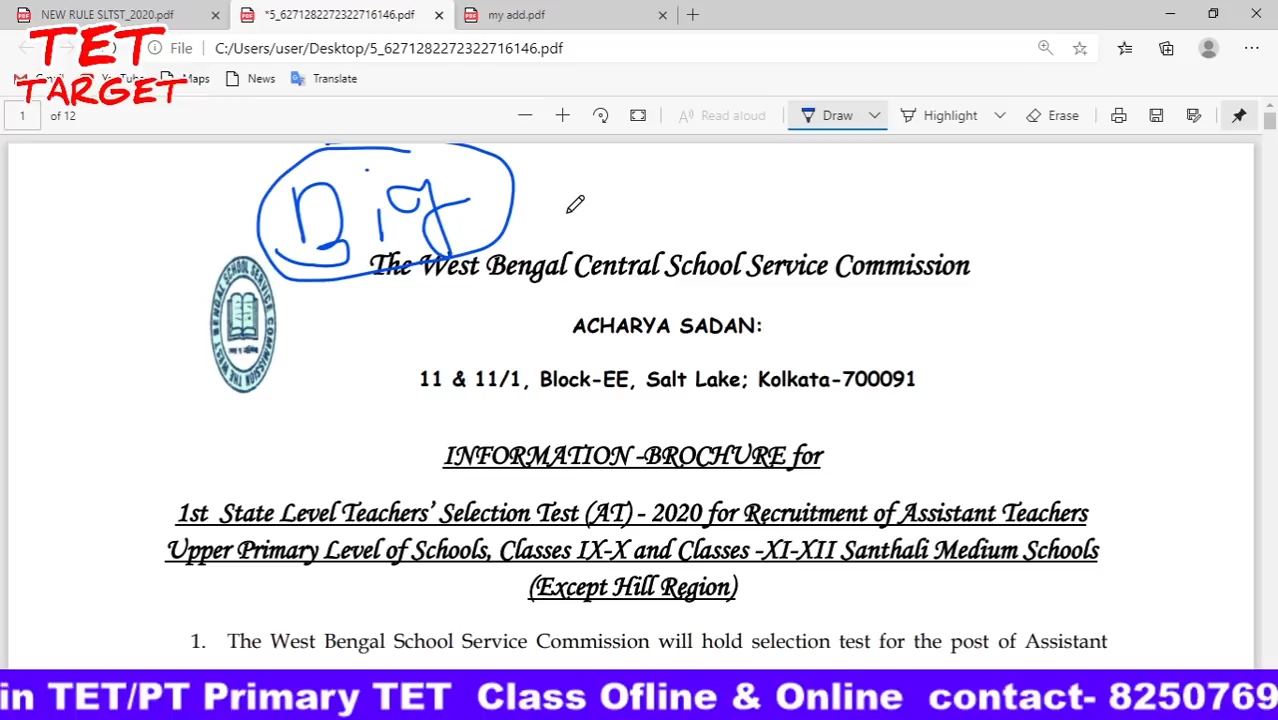 NEW RULE SLTST_2020.pdf
*5_6271282272322716146.pdf
my add.pdf
TET
TARGET
File
C:/Users/user/Desktop/5_6271282272322716146.pdf
Maps
News
Translate
1 of 12
Read aloud
Draw
Highlight
Erase
Big
The West Bengal Central School Service Commission
ACHARYA SADAN:
11 & 11/1, Block-EE, Salt Lake; Kolkata-700091
INFORMATION -BROCHURE for
1st State Level Teachers' Selection Test (AT) - 2020 for Recruitment of Assistant Teachers
Upper Primary Level of Schools, Classes IX-X and Classes -XI-XII Santhali Medium Schools
(Except Hill Region)
1. The West Bengal School Service Commission will hold selection test for the post of Assistant
in TET/PT Primary TET Class Ofline & Online contact- 8250769